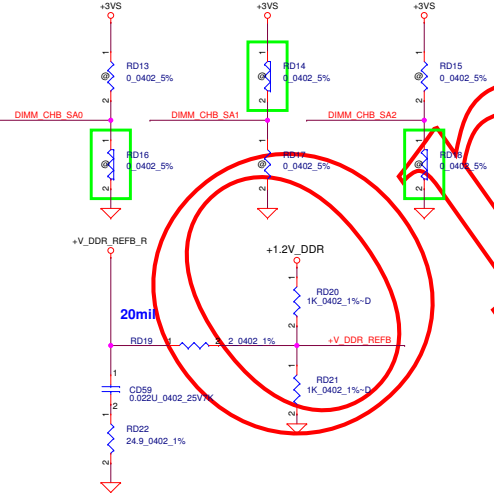 +3VS
+3VS
+3VS
1
RD13
@
0_0402_5%
2
1
RD14
@
0_0402_5%
2
1
RD15
@
0_0402_5%
2
DIMM_CHB_SA0
DIMM_CHB_SA1
DIMM_CHB_SA2
1
RD16
@
0_0402_5%
2
1
RD17
@
0_0402_5%
2
1
@
0_0402_5%
2
+V_DDR_REFB_R
+1.2V_DDR
1
RD20
1K_0402_1%~D
2
20mil
RD19
1
2
2_0402_1%
+V_DDR_REFB
1
RD21
1K_0402_1%~D
2
1
CD59
0.022U_0402_25V7K
2
1
RD22
24.9_0402_1%
2